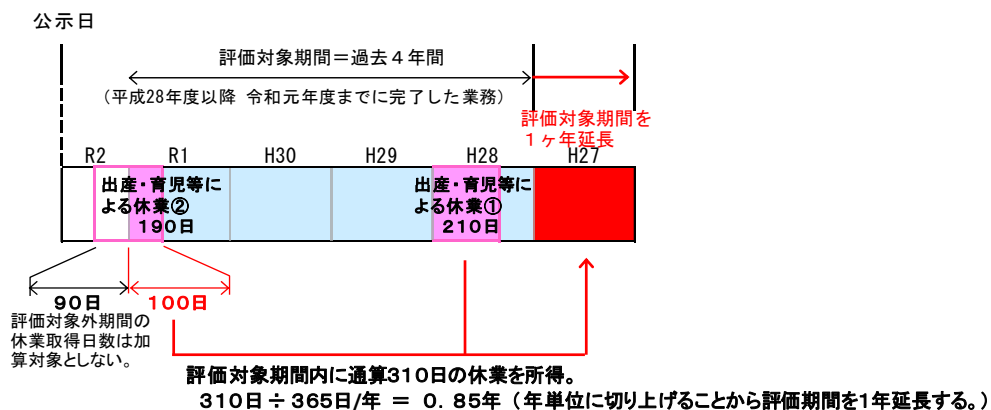 公示日
評価対象期間＝過去４年間
（平成28年度以降 令和元年度までに完了した業務）
評価対象期間を
１ヶ年延長
R2 R1 H30 H29 H28 H27
出産・育児等に
よる休業②
190日
出産・育児等に
よる休業①
210日
90日
100日
評価対象外期間の
休業取得日数は加
算対象としない。
評価対象期間内に通算310日の休業を所得。
310日÷365日/年 ＝ ０．８５年（年単位に切り上げることから評価期間を1年延長する。）